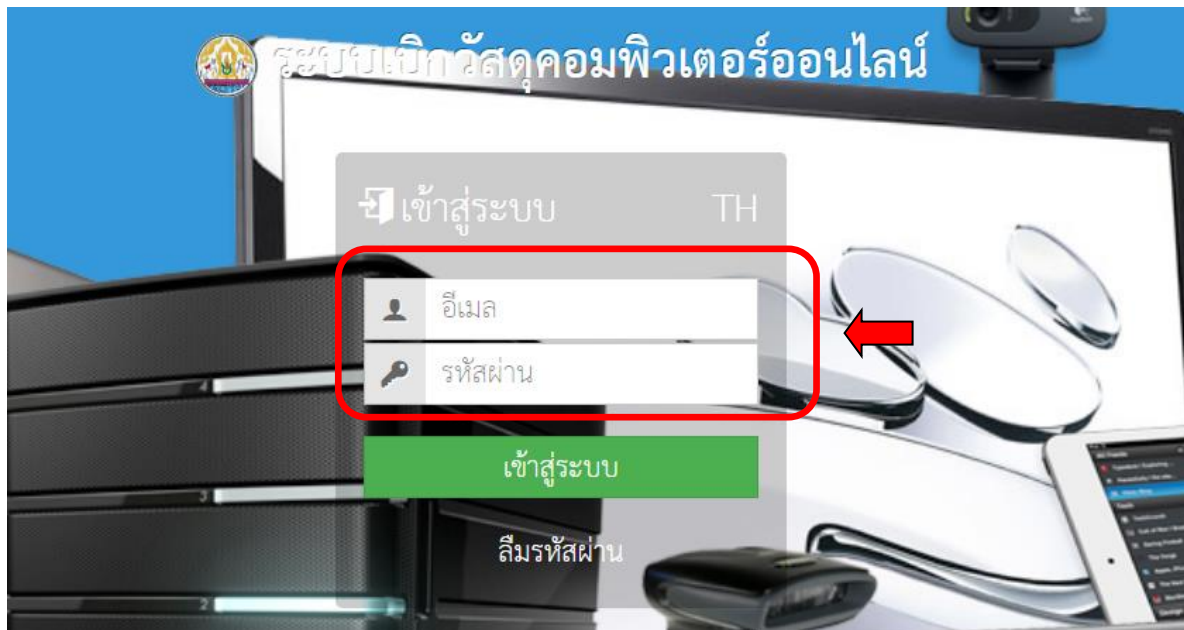 ระบบเบิกวัสดุคอมพิวเตอร์ออนไลน์
เข้าสู่ระบบ TH
อีเมล
รหัสผ่าน
เข้าสู่ระบบ
ลืมรหัสผ่าน
4
3
2